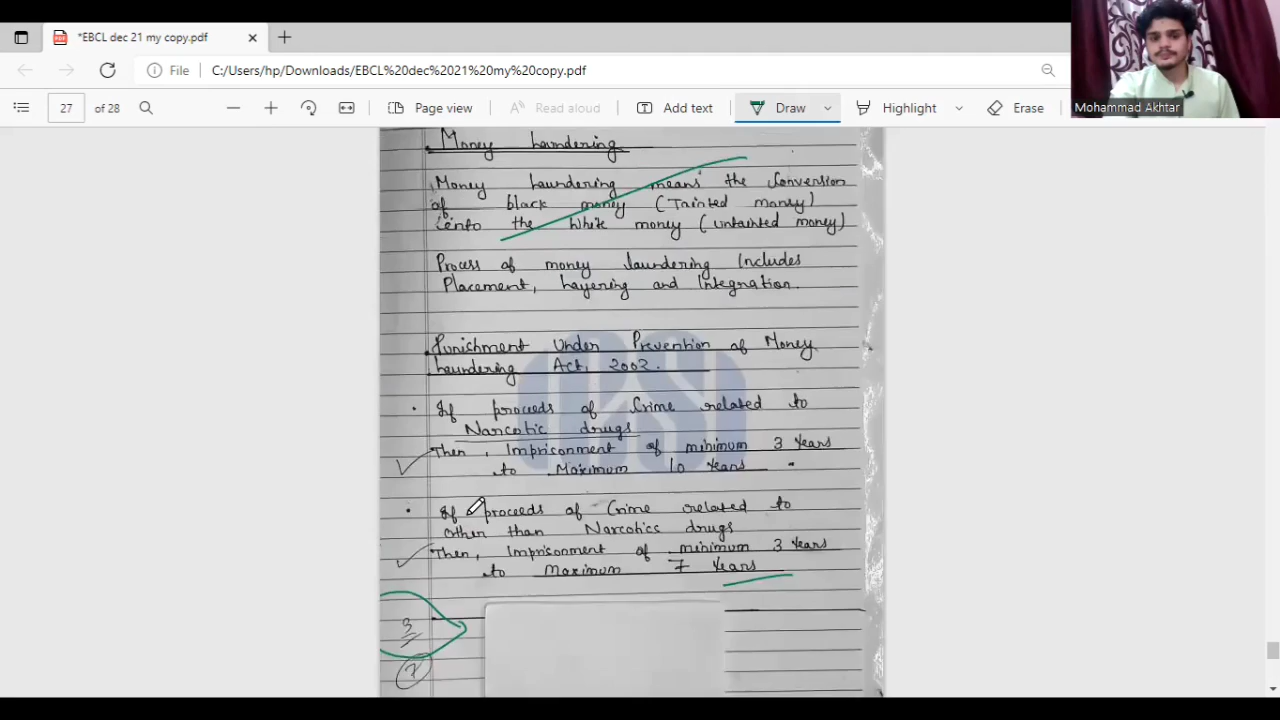 *EBCL dec 21 my copy.pdf
File C:/Users/hp/Downloads/EBCL%20dec%2021%20my%20copy.pdf
27 of 28 Page view Read aloud Add text Draw Highlight Erase
Mohammad Akhtar
Money Laundering
Money Laundering means the Conversion
of black money (Tainted money)
into the White money (untainted money)
Process of money laundering Includes
Placement, Layering and Integration.
Punichment Under Prevention of Money
Laundering Act, 2002.
If proceeds of Crime related to
Narcotic drugs
Then, Imprisonment of minimum 3 Years
to Maximum 10 Years
If proceeds of Crime related to
Other than Narcotics drugs
Then, Imprisonment of minimum 3 Years
to Maximum 7 Years
3
7